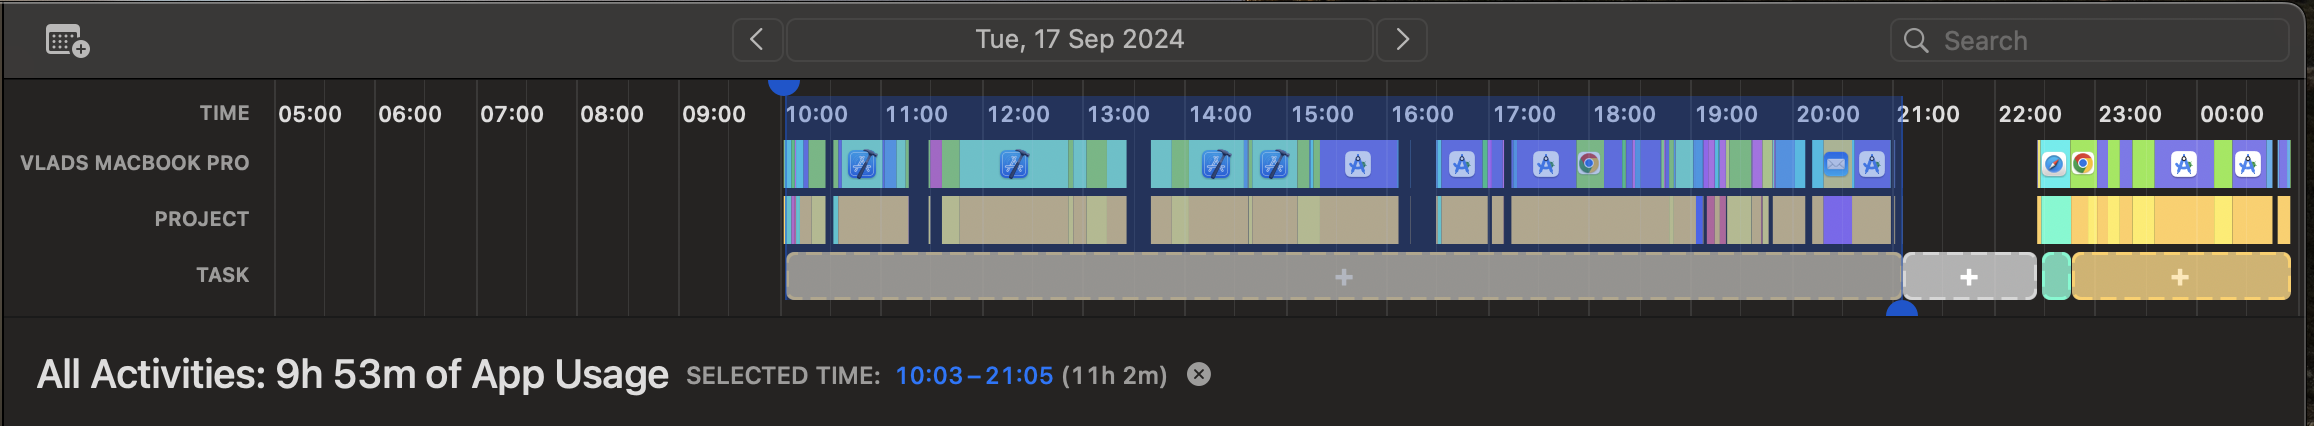 Tue, 17 Sep 2024
Search
TIME 05:00 06:00 07:00 08:00 09:00 10:00 11:00 12:00 13:00 14:00 15:00 16:00 17:00 18:00 19:00 20:00 21:00 22:00 23:00 00:00
VLADS MACBOOK PRO
PROJECT
TASK
All Activities: 9h 53m of App Usage SELECTED TIME: 10:03 – 21:05 (11h 2m)